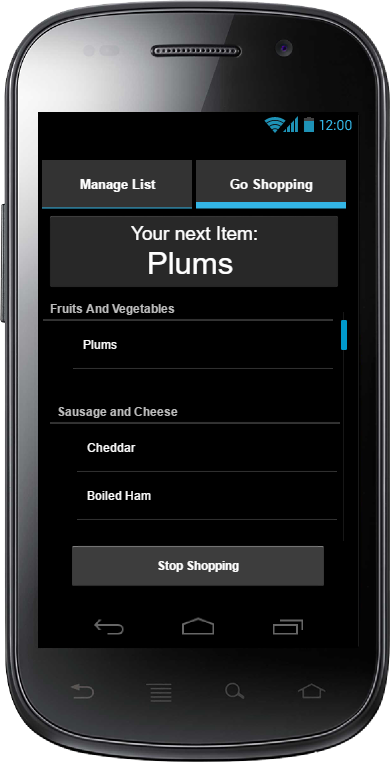 12:00
Manage List
Go Shopping
Your next Item:
Plums
Fruits And Vegetables
Plums
Sausage and Cheese
Cheddar
Boiled Ham
Stop Shopping